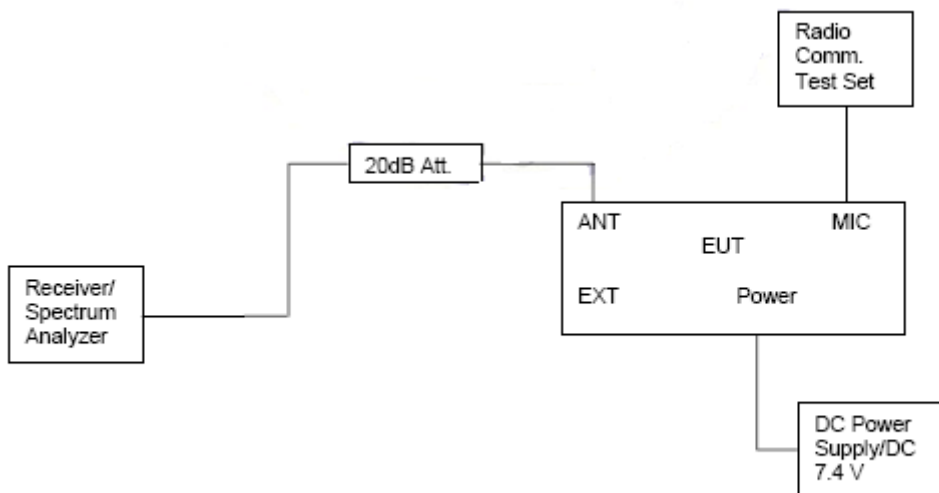 Radio
Comm.
Test Set
20dB Att.
ANT
MIC
EUT
EXT
Power
Receiver/
Spectrum
Analyzer
DC Power
Supply/DC
7.4 V